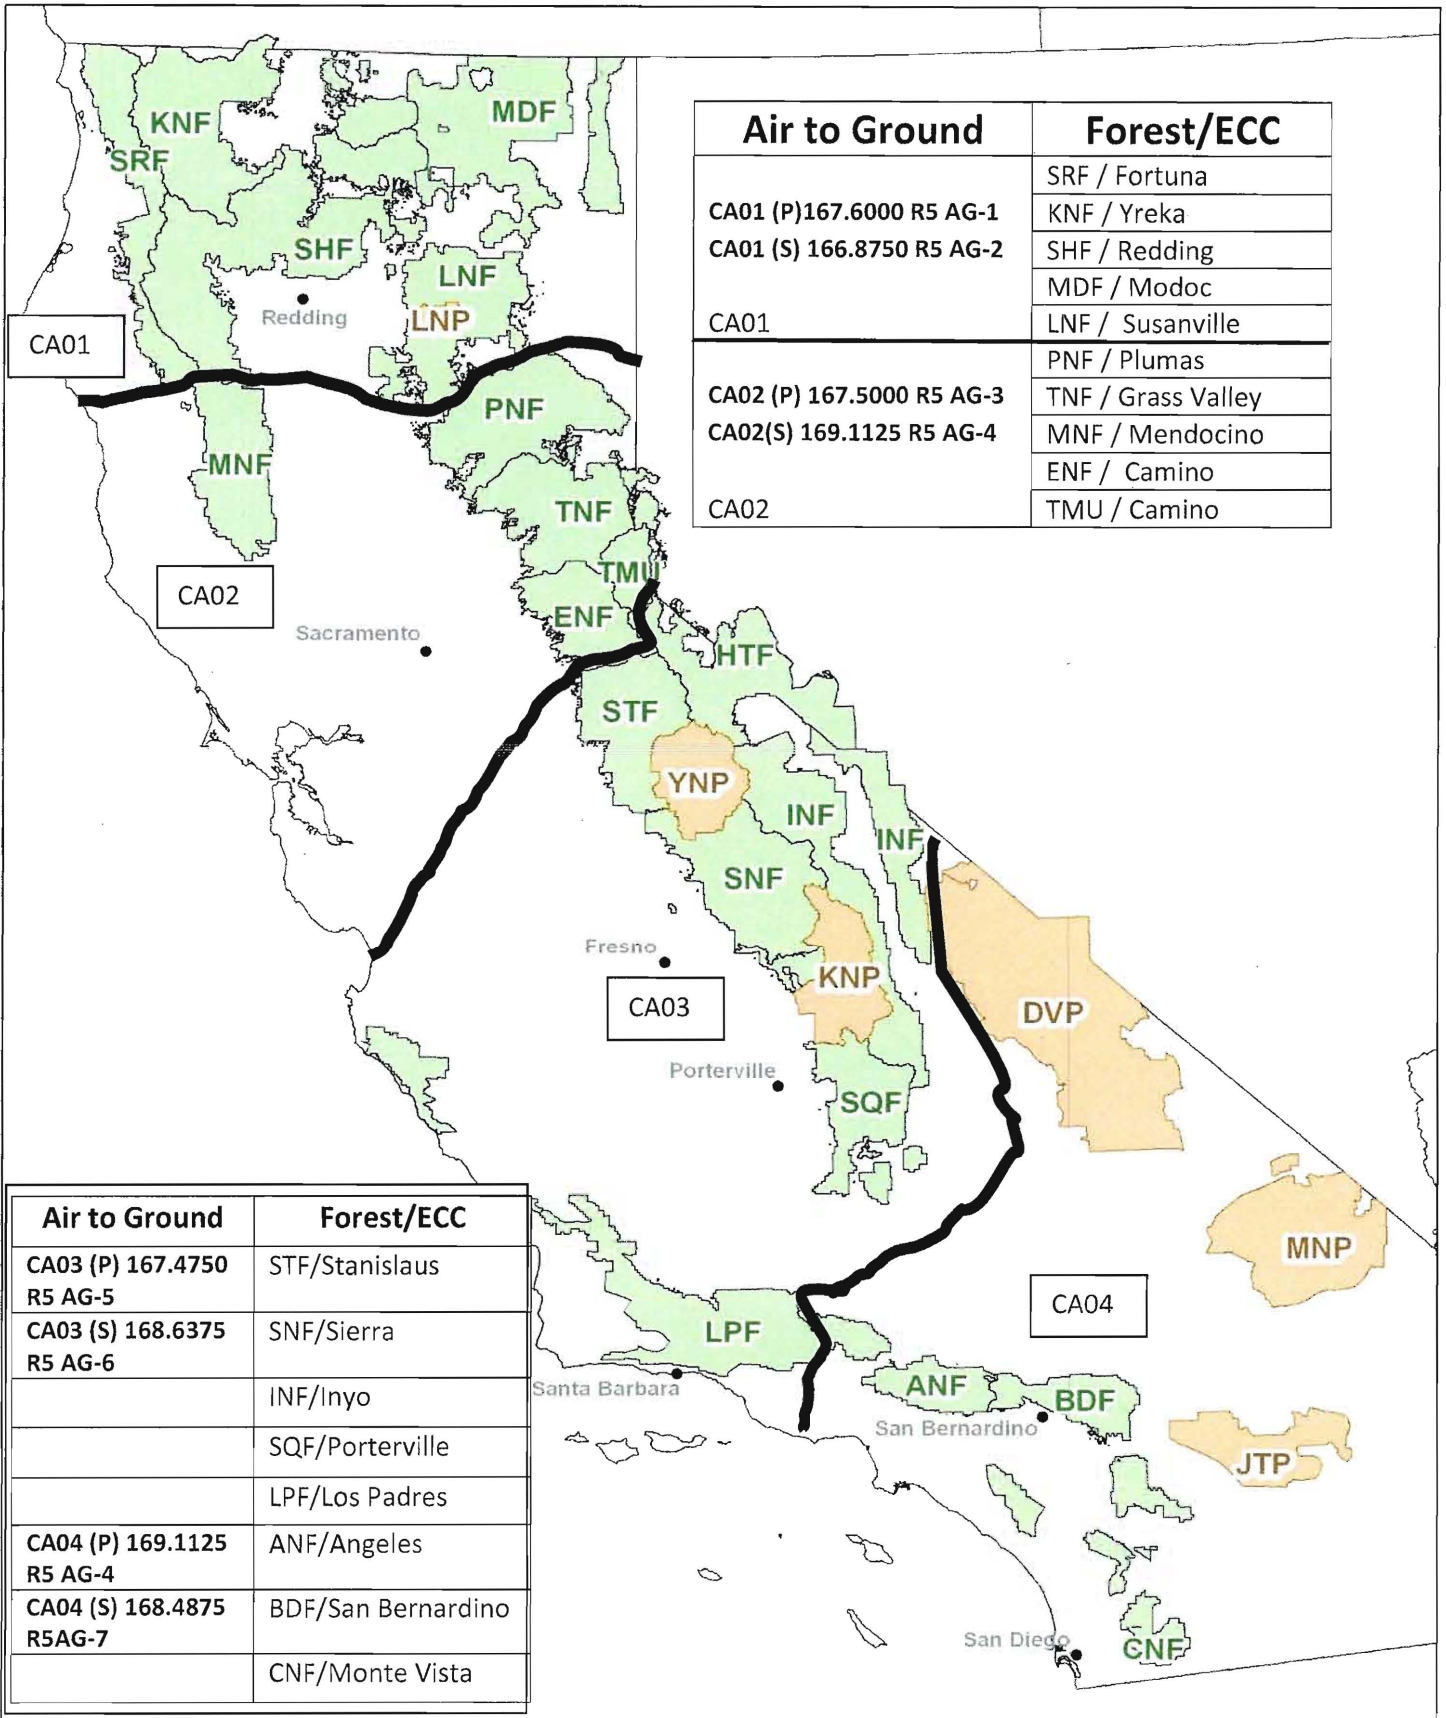 KNF
SRF
MDF
SHF
LNF
LNP
Redding
CA01
PNF
MNF
TNF
TMU
CA02
ENF
Sacramento
HTF
STF
YNP
INF
INF
SNF
Fresno
KNP
CA03
DVP
Porterville
SQF
MNP
CA04
LPF
Santa Barbara
ANF
BDF
San Bernardino
JTP
San Diego
CNF
Air to Ground Forest/ECC
SRF / Fortuna
CA01 (P)167.6000 R5 AG-1 KNF / Yreka
CA01 (S) 166.8750 R5 AG-2 SHF / Redding
MDF / Modoc
CA01 LNF / Susanville
PNF / Plumas
CA02 (P) 167.5000 R5 AG-3 TNF / Grass Valley
CA02(S) 169.1125 R5 AG-4 MNF / Mendocino
ENF / Camino
CA02 TMU / Camino
Air to Ground Forest/ECC
CA03 (P) 167.4750 STF/Stanislaus
R5 AG-5
CA03 (S) 168.6375 SNF/Sierra
R5 AG-6
INF/Inyo
SQF/Porterville
LPF/Los Padres
CA04 (P) 169.1125 ANF/Angeles
R5 AG-4
CA04 (S) 168.4875 BDF/San Bernardino
R5AG-7
CNF/Monte Vista